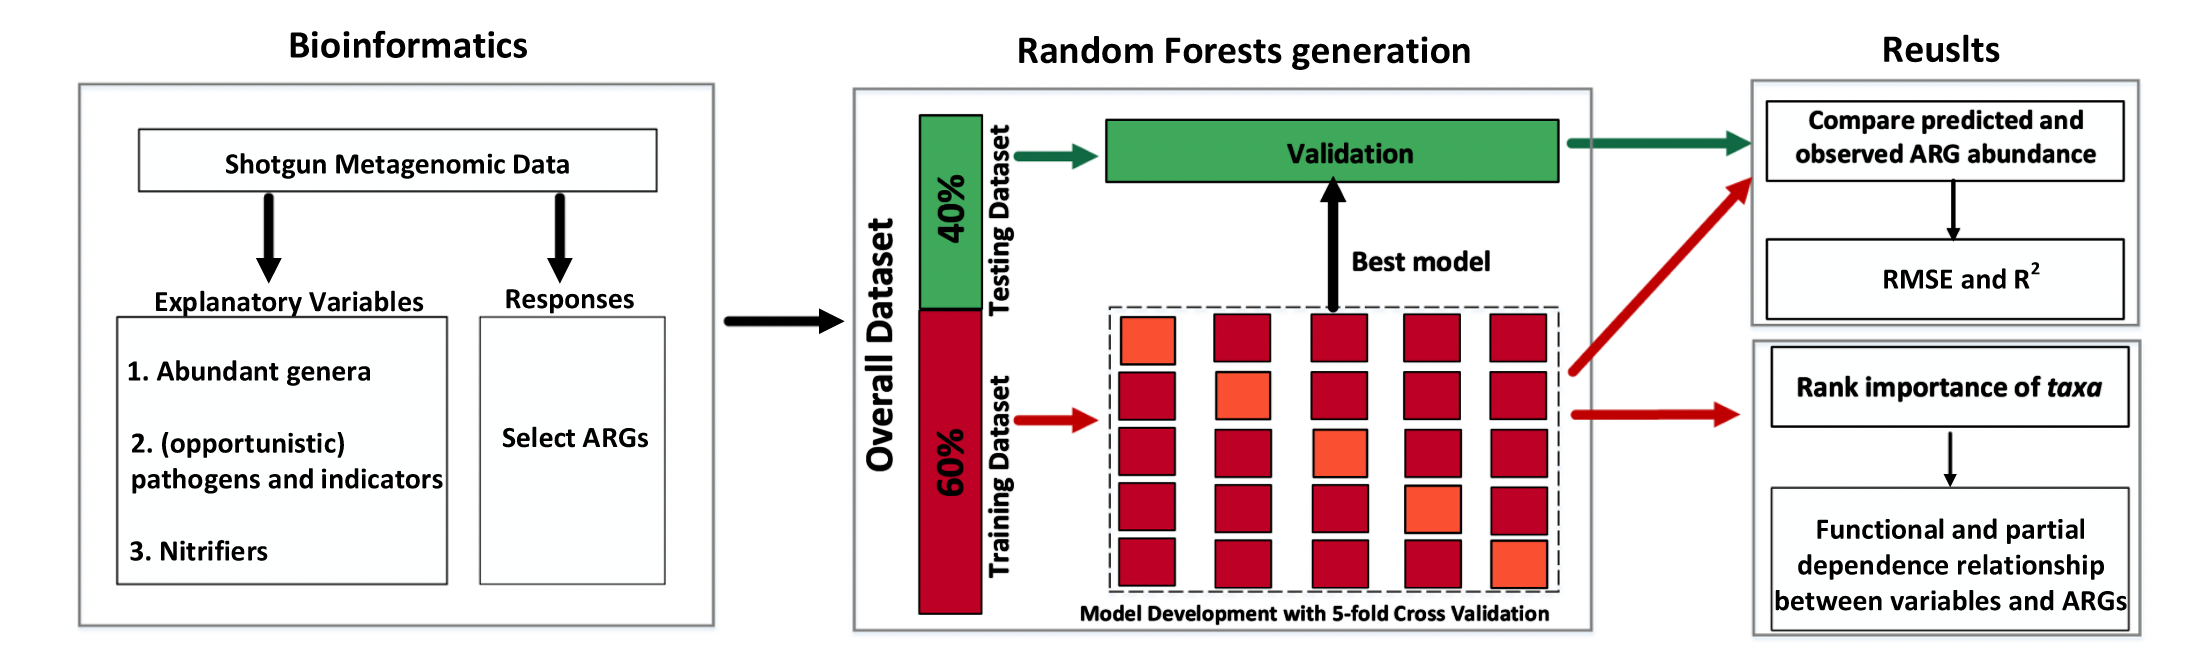 Bioinformatics
Shotgun Metagenomic Data
Explanatory Variables
1. Abundant genera
2. (opportunistic)
pathogens and indicators
3. Nitrifiers
Responses
Select ARGs
Random Forests generation
Overall Dataset
40%
60%
Testing Dataset
Training Dataset
Validation
Best model
Model Development with 5-fold Cross Validation
Reuslts
Compare predicted and
observed ARG abundance
RMSE and R²
Rank importance of taxa
Functional and partial
dependence relationship
between variables and ARGs